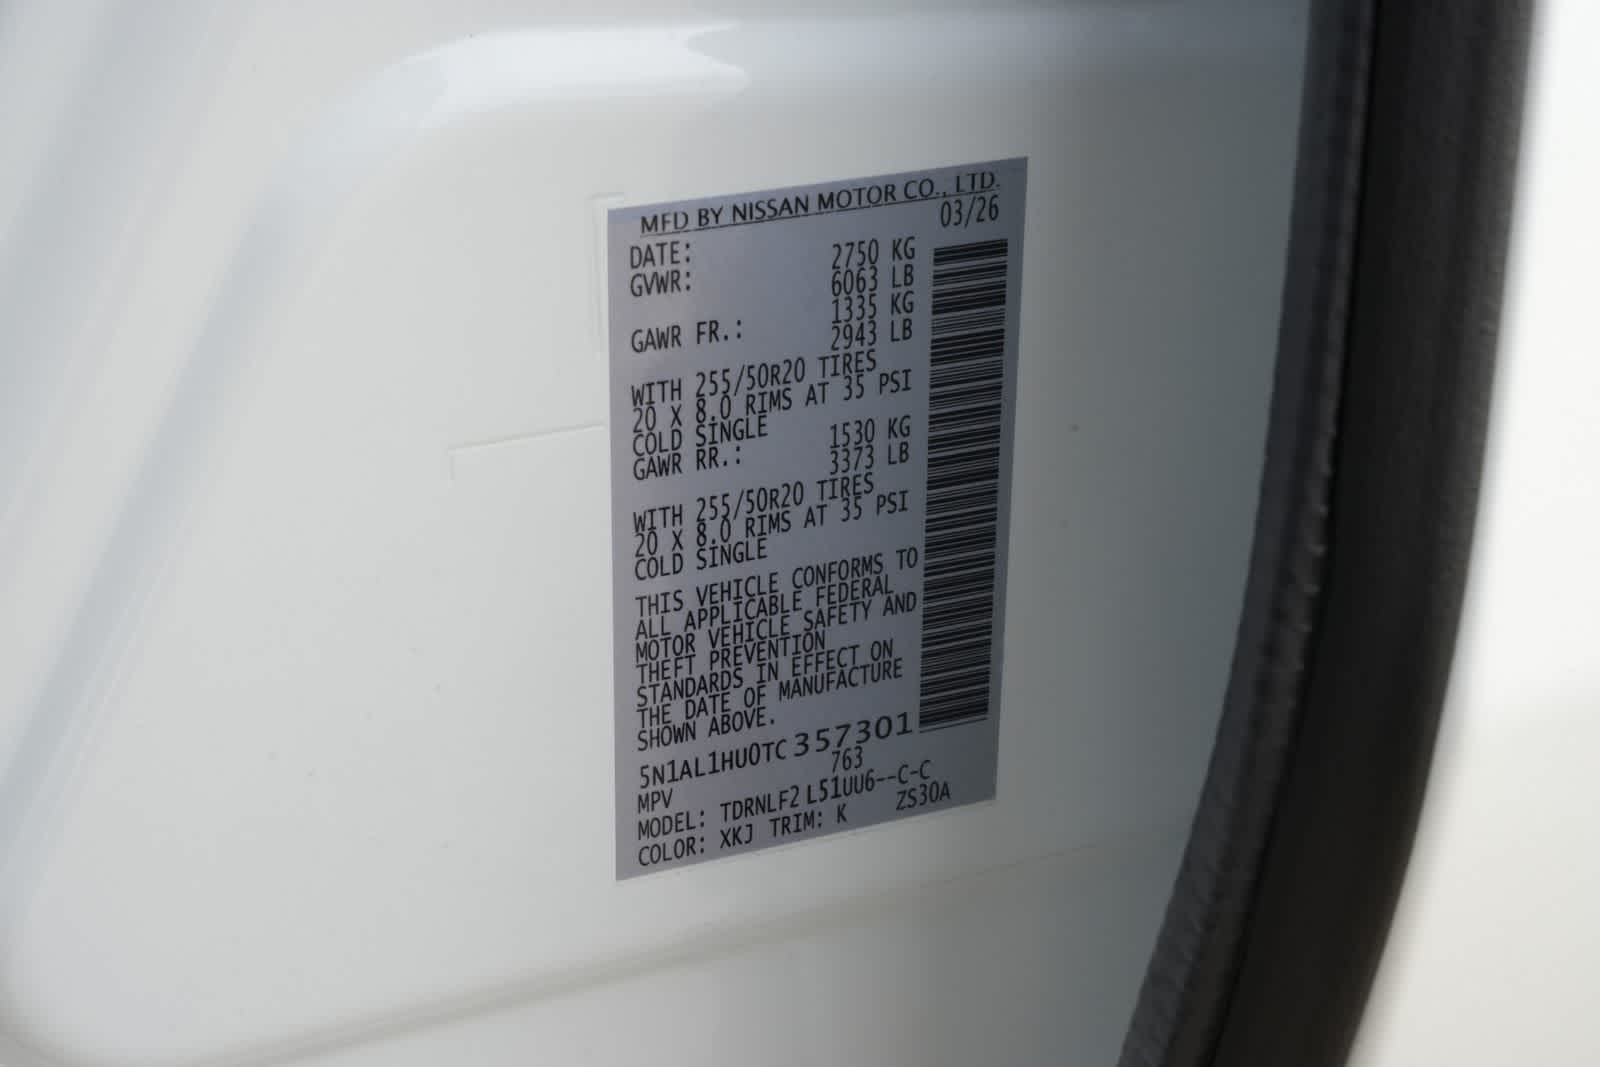 MFD BY NISSAN MOTOR CO., LTD.
DATE: 03/26
GVWR: 2750 KG
6063 LB
1335 KG
GAWR FR.: 2943 LB
WITH 255/50R20 TIRES
20 X 8.0 RIMS AT 35 PSI
COLD SINGLE
1530 KG
GAWR RR.: 3373 LB
WITH 255/50R20 TIRES
20 X 8.0 RIMS AT 35 PSI
COLD SINGLE
THIS VEHICLE CONFORMS TO
ALL APPLICABLE FEDERAL
MOTOR VEHICLE SAFETY AND
THEFT PREVENTION
STANDARDS IN EFFECT ON
THE DATE OF MANUFACTURE
SHOWN ABOVE.
5N1AL1HU0TC357301
MPV 763
MODEL: TDRNLF2 L51UU6--C-C
COLOR: XKJ TRIM: K ZS30A